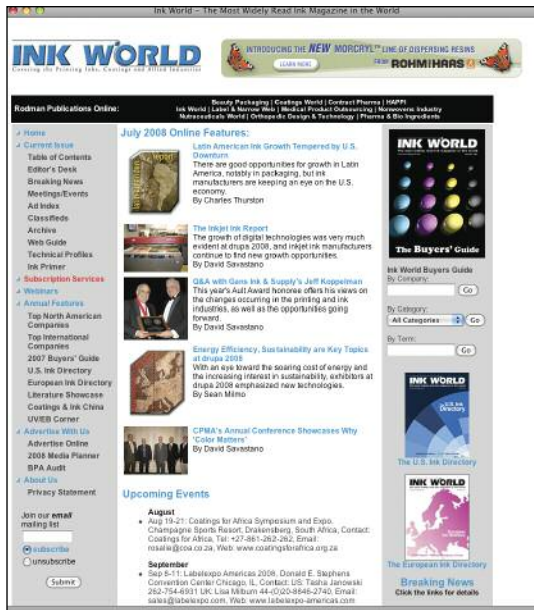 Ink World – The Most Widely Read Ink Magazine in the World
INK WORLD
Covering the Printing Inks, Coatings and Allied Industries
INTRODUCING THE NEW MORCRYL™ LINE OF DISPERSING RESINS
LEARN MORE
FROM ROHM HAAS
Rodman Publications Online:
Beauty Packaging | Coatings World | Contract Pharma | HAPPI
Ink World | Label & Narrow Web | Medical Product Outsourcing | Nonwovens Industry
Nutraceuticals World | Orthopedic Design & Technology | Pharma & Bio Ingredients
Home
Current Issue
Table of Contents
Editor's Desk
Breaking News
Meetings/Events
Ad Index
Classifieds
Archive
Web Guide
Technical Profiles
Ink Primer
Subscription Services
Webinars
Annual Features
Top North American
Companies
Top International
Companies
2007 Buyers' Guide
U.S. Ink Directory
European Ink Directory
Literature Showcase
Coatings & Ink China
UV/EB Corner
Advertise With Us
Advertise Online
2008 Media Planner
BPA Audit
About Us
Privacy Statement
Join our email
mailing list
subscribe
unsubscribe
Submit
July 2008 Online Features:
Latin American Ink Growth Tempered by U.S.
Downturn
There are good opportunities for growth in Latin
America, notably in packaging, but ink
manufacturers are keeping an eye on the U.S.
economy.
By Charles Thurston
The Inkjet Ink Report
The growth of digital technologies was very much
evident at drupa 2008, and inkjet ink manufacturers
continue to find new growth opportunities.
By David Savastano
Q&A with Gans Ink & Supply's Jeff Koppelman
This year's Ault Award honoree offers his views on
the changes occurring in the printing and ink
industries, as well as the opportunities going
forward.
By David Savastano
Energy Efficiency, Sustainability are Key Topics
at drupa 2008
With an eye toward the soaring cost of energy and
the increasing interest in sustainability, exhibitors at
drupa 2008 emphasized new technologies.
By Sean Milmo
CPMA's Annual Conference Showcases Why
'Color Matters'
By David Savastano
Upcoming Events
August
Aug 19-21: Coatings for Africa Symposium and Expo.
Champagne Sports Resort, Drakensberg, South Africa, Contact:
Coatings for Africa, Tel: +27-861-262-262, Email:
rosalie@coa.co.za, Web: www.coatingsforafrica.org.za
September
Sep 8-11: Labelexpo Americas 2008, Donald E. Stephens
Convention Center Chicago, IL, Contact: US: Tasha Janowski
262-754-6931 UK: Lisa Milburn 44-(0)20-8846-2740, Email:
sales@labelexpo.com, Web: www.labelexpo-americas.com
INK WORLD
The Buyers' Guide
Ink World Buyers Guide
By Company:
Go
By Category:
All Categories
Go
By Term:
Go
INK WORLD
U.S. Ink
Directory
The U.S. Ink Directory
INK WORLD
The European Ink Directory
Breaking News
Click the links for details